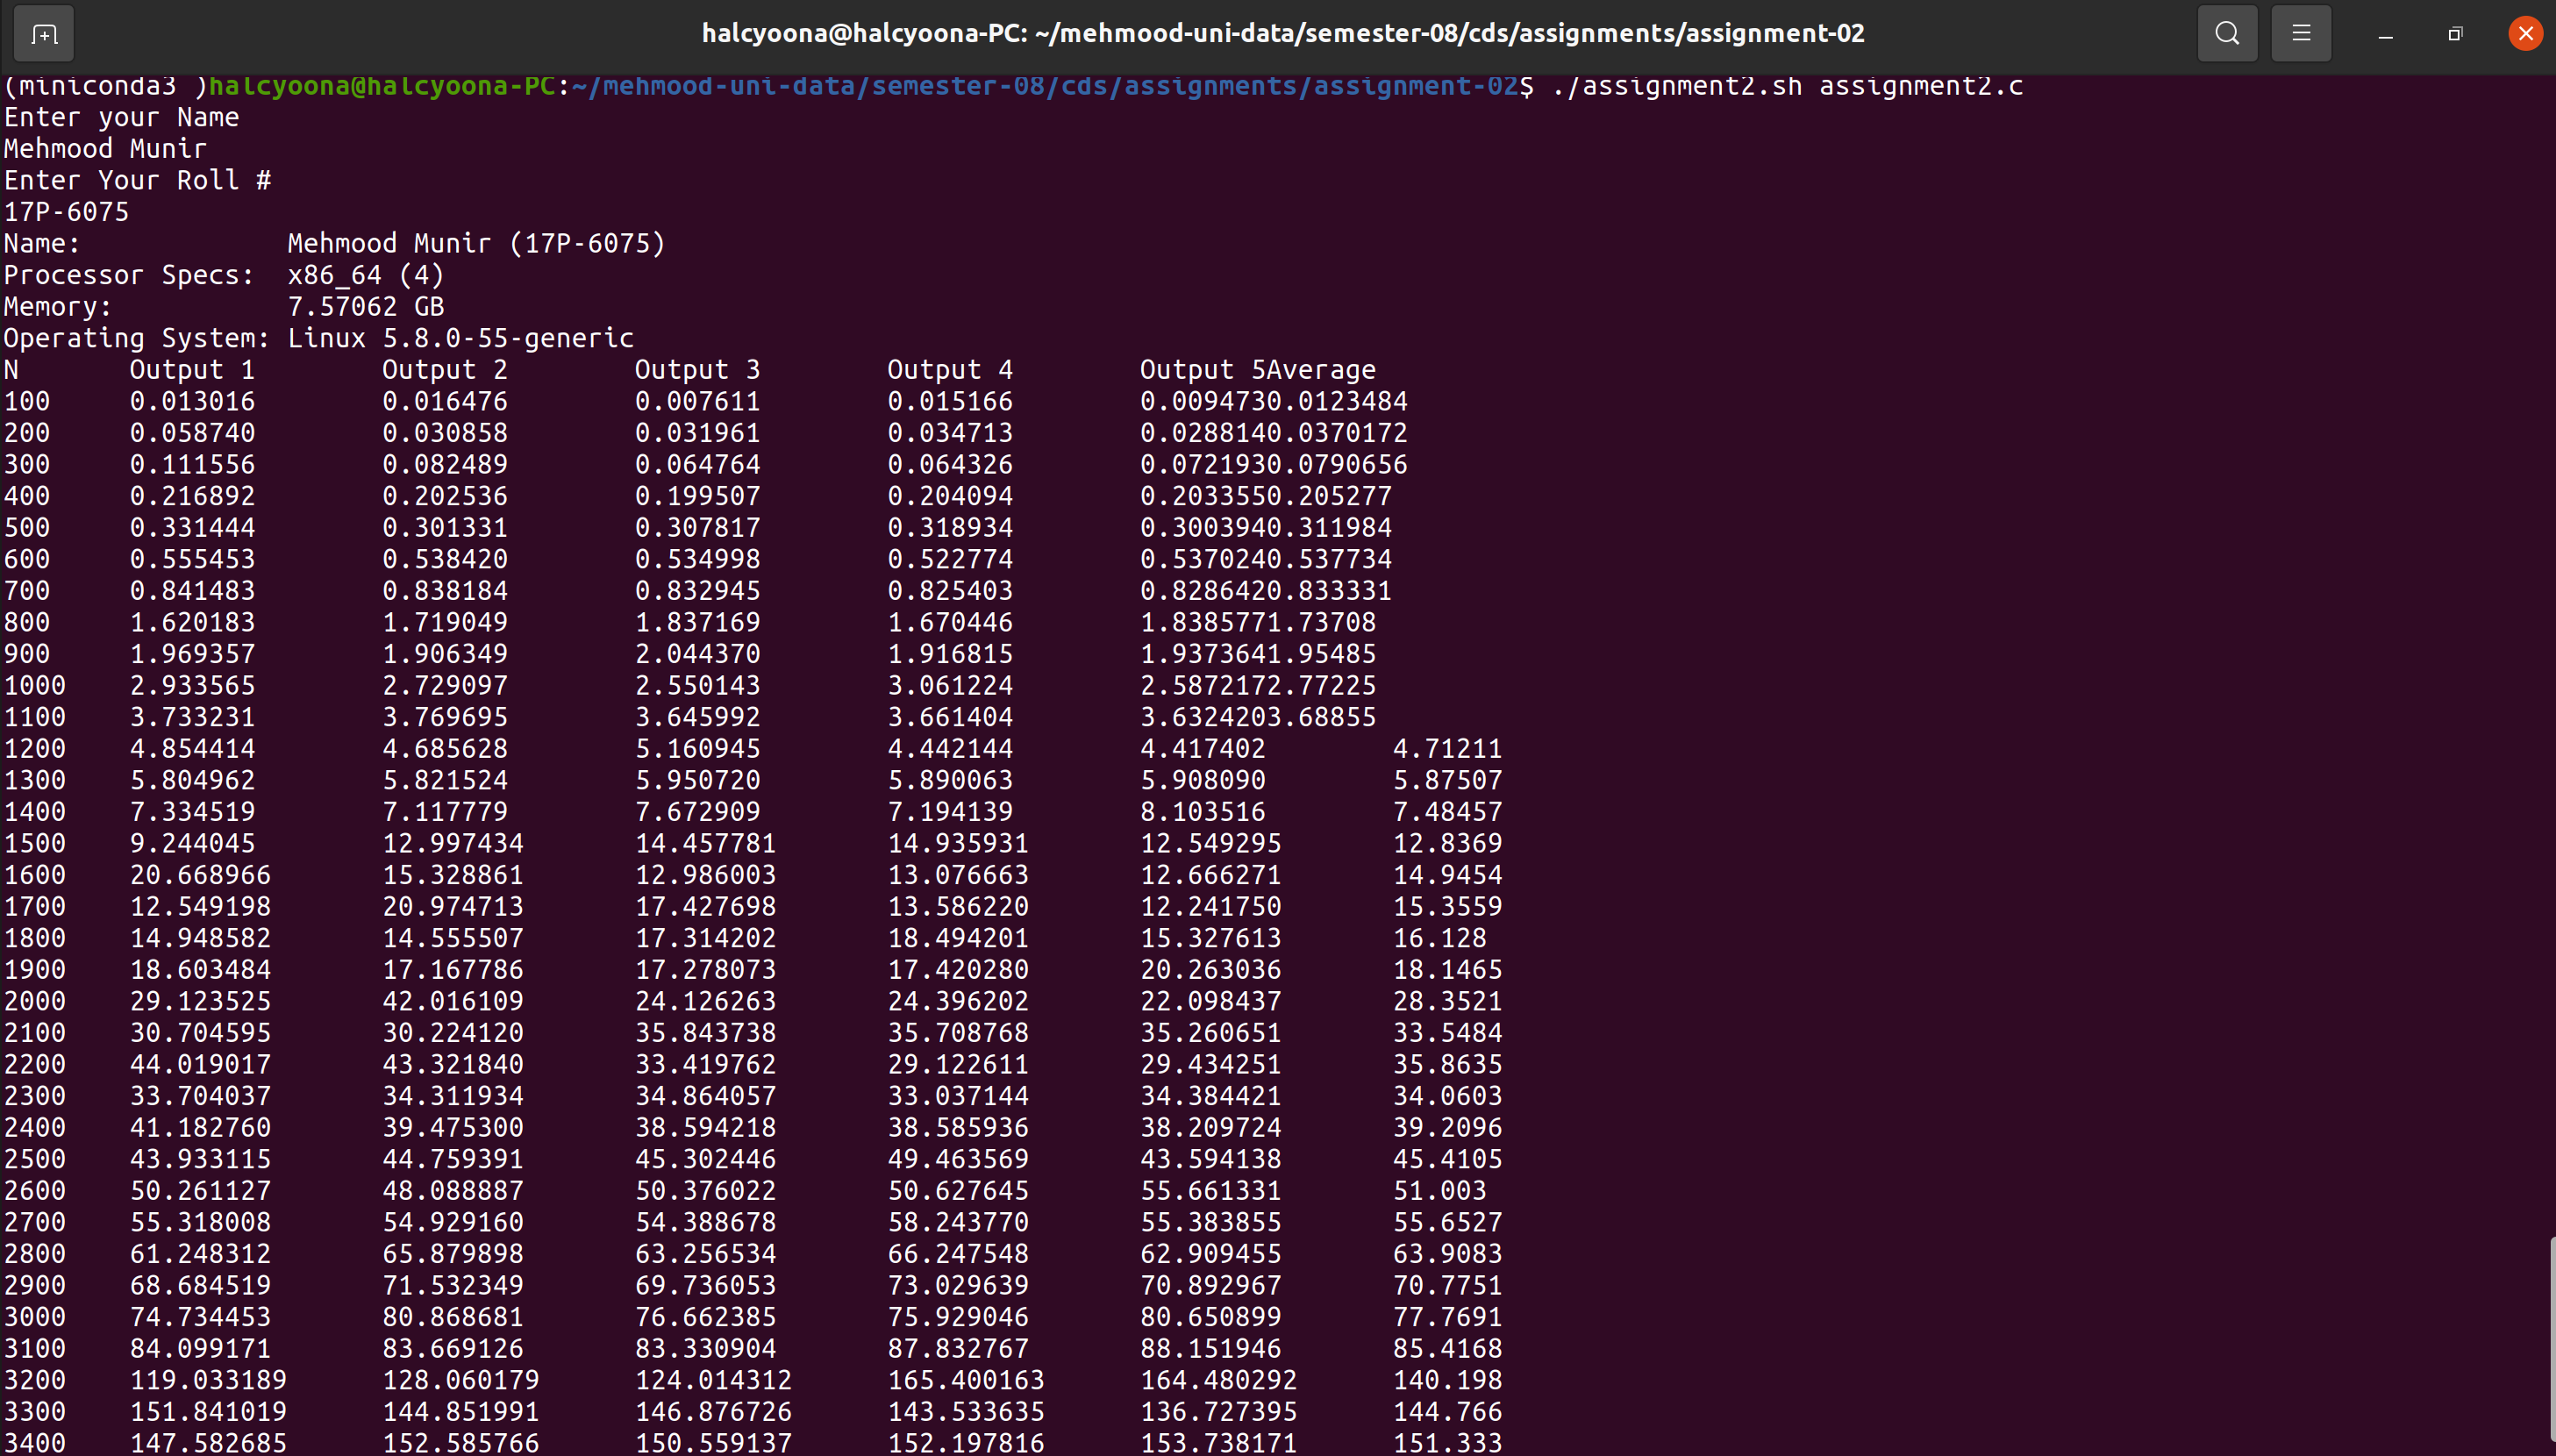 halcyoona@halcyoona-PC: ~/mehmood-uni-data/semester-08/cds/assignments/assignment-02
(miniconda3 )halcyoona@halcyoona-PC:~/mehmood-uni-data/semester-08/cds/assignments/assignment-02$ ./assignment2.sh assignment2.c
Enter your Name
Mehmood Munir
Enter Your Roll #
17P-6075
Name: Mehmood Munir (17P-6075)
Processor Specs: x86_64 (4)
Memory: 7.57062 GB
Operating System: Linux 5.8.0-55-generic
N Output 1 Output 2 Output 3 Output 4 Output 5Average
100 0.013016 0.016476 0.007611 0.015166 0.0094730.0123484
200 0.058740 0.030858 0.031961 0.034713 0.0288140.0370172
300 0.111556 0.082489 0.064764 0.064326 0.0721930.0790656
400 0.216892 0.202536 0.199507 0.204094 0.2033550.205277
500 0.331444 0.301331 0.307817 0.318934 0.3003940.311984
600 0.555453 0.538420 0.534998 0.522774 0.5370240.537734
700 0.841483 0.838184 0.832945 0.825403 0.8286420.833331
800 1.620183 1.719049 1.837169 1.670446 1.8385771.73708
900 1.969357 1.906349 2.044370 1.916815 1.9373641.95485
1000 2.933565 2.729097 2.550143 3.061224 2.5872172.77225
1100 3.733231 3.769695 3.645992 3.661404 3.6324203.68855
1200 4.854414 4.685628 5.160945 4.442144 4.417402 4.71211
1300 5.804962 5.821524 5.950720 5.890063 5.908090 5.87507
1400 7.334519 7.117779 7.672909 7.194139 8.103516 7.48457
1500 9.244045 12.997434 14.457781 14.935931 12.549295 12.8369
1600 20.668966 15.328861 12.986003 13.076663 12.666271 14.9454
1700 12.549198 20.974713 17.427698 13.586220 12.241750 15.3559
1800 14.948582 14.555507 17.314202 18.494201 15.327613 16.128
1900 18.603484 17.167786 17.278073 17.420280 20.263036 18.1465
2000 29.123525 42.016109 24.126263 24.396202 22.098437 28.3521
2100 30.704595 30.224120 35.843738 35.708768 35.260651 33.5484
2200 44.019017 43.321840 33.419762 29.122611 29.434251 35.8635
2300 33.704037 34.311934 34.864057 33.037144 34.384421 34.0603
2400 41.182760 39.475300 38.594218 38.585936 38.209724 39.2096
2500 43.933115 44.759391 45.302446 49.463569 43.594138 45.4105
2600 50.261127 48.088887 50.376022 50.627645 55.661331 51.003
2700 55.318008 54.929160 54.388678 58.243770 55.383855 55.6527
2800 61.248312 65.879898 63.256534 66.247548 62.909455 63.9083
2900 68.684519 71.532349 69.736053 73.029639 70.892967 70.7751
3000 74.734453 80.868681 76.662385 75.929046 80.650899 77.7691
3100 84.099171 83.669126 83.330904 87.832767 88.151946 85.4168
3200 119.033189 128.060179 124.014312 165.400163 164.480292 140.198
3300 151.841019 144.851991 146.876726 143.533635 136.727395 144.766
3400 147.582685 152.585766 150.559137 152.197816 153.738171 151.333